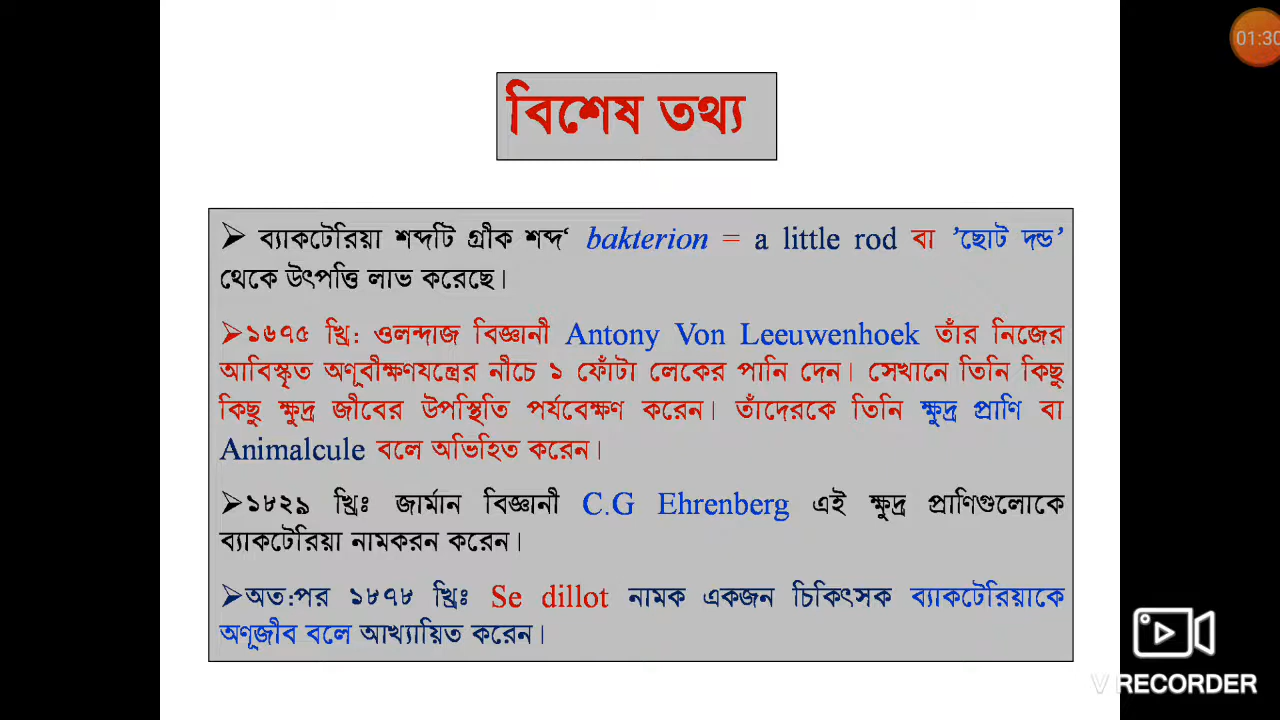 01:30
বিশেষ তথ্য
➢ ব্যাকটেরিয়া শব্দটি গ্রীক শব্দ‘ bakterion = a little rod বা ’ছোট দন্ড’
থেকে উৎপত্তি লাভ করেছে।
➢১৬৭৫ খ্রি: ওলন্দাজ বিজ্ঞানী Antony Von Leeuwenhoek তাঁর নিজের
আবিস্কৃত অণূবীক্ষণযন্ত্রের নীচে ১ ফোঁটা লেকের পানি দেন। সেখানে তিনি কিছু
কিছু ক্ষুদ্র জীবের উপস্থিতি পর্যবেক্ষণ করেন। তাঁদেরকে তিনি ক্ষুদ্র প্রাণি বা
Animalcule বলে অভিহিত করেন।
➢১৮২৯ খ্রিঃ জার্মান বিজ্ঞানী C.G Ehrenberg এই ক্ষুদ্র প্রাণিগুলোকে
ব্যাকটেরিয়া নামকরন করেন।
➢অত:পর ১৮৭৮ খ্রিঃ Se dillot নামক একজন চিকিৎসক ব্যাকটেরিয়াকে
অণূজীব বলে আখ্যায়িত করেন।
V RECORDER